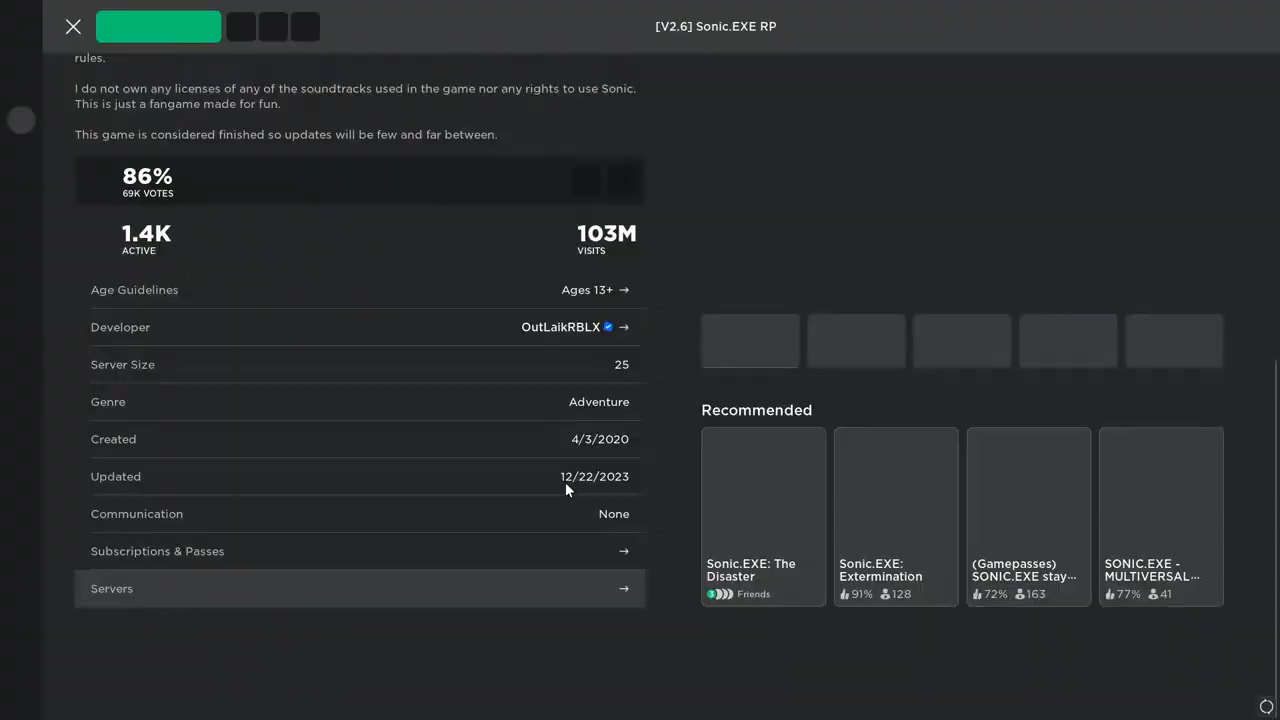 [V2.6] Sonic.EXE RP
rules.
I do not own any licenses of any of the soundtracks used in the game nor any rights to use Sonic.
This is just a fangame made for fun.
This game is considered finished so updates will be few and far between.
86%
69K VOTES
1.4K
ACTIVE
103M
VISITS
Age Guidelines
Ages 13+ →
Developer
OutLaikRBLX →
Server Size
25
Genre
Adventure
Created
4/3/2020
Updated
12/22/2023
Communication
None
Subscriptions & Passes
→
Servers
→
Recommended
Sonic.EXE: The
Disaster
3 Friends
Sonic.EXE:
Extermination
91% 128
(Gamepasses)
SONIC.EXE stay...
72% 163
SONIC.EXE -
MULTIVERSAL...
77% 41